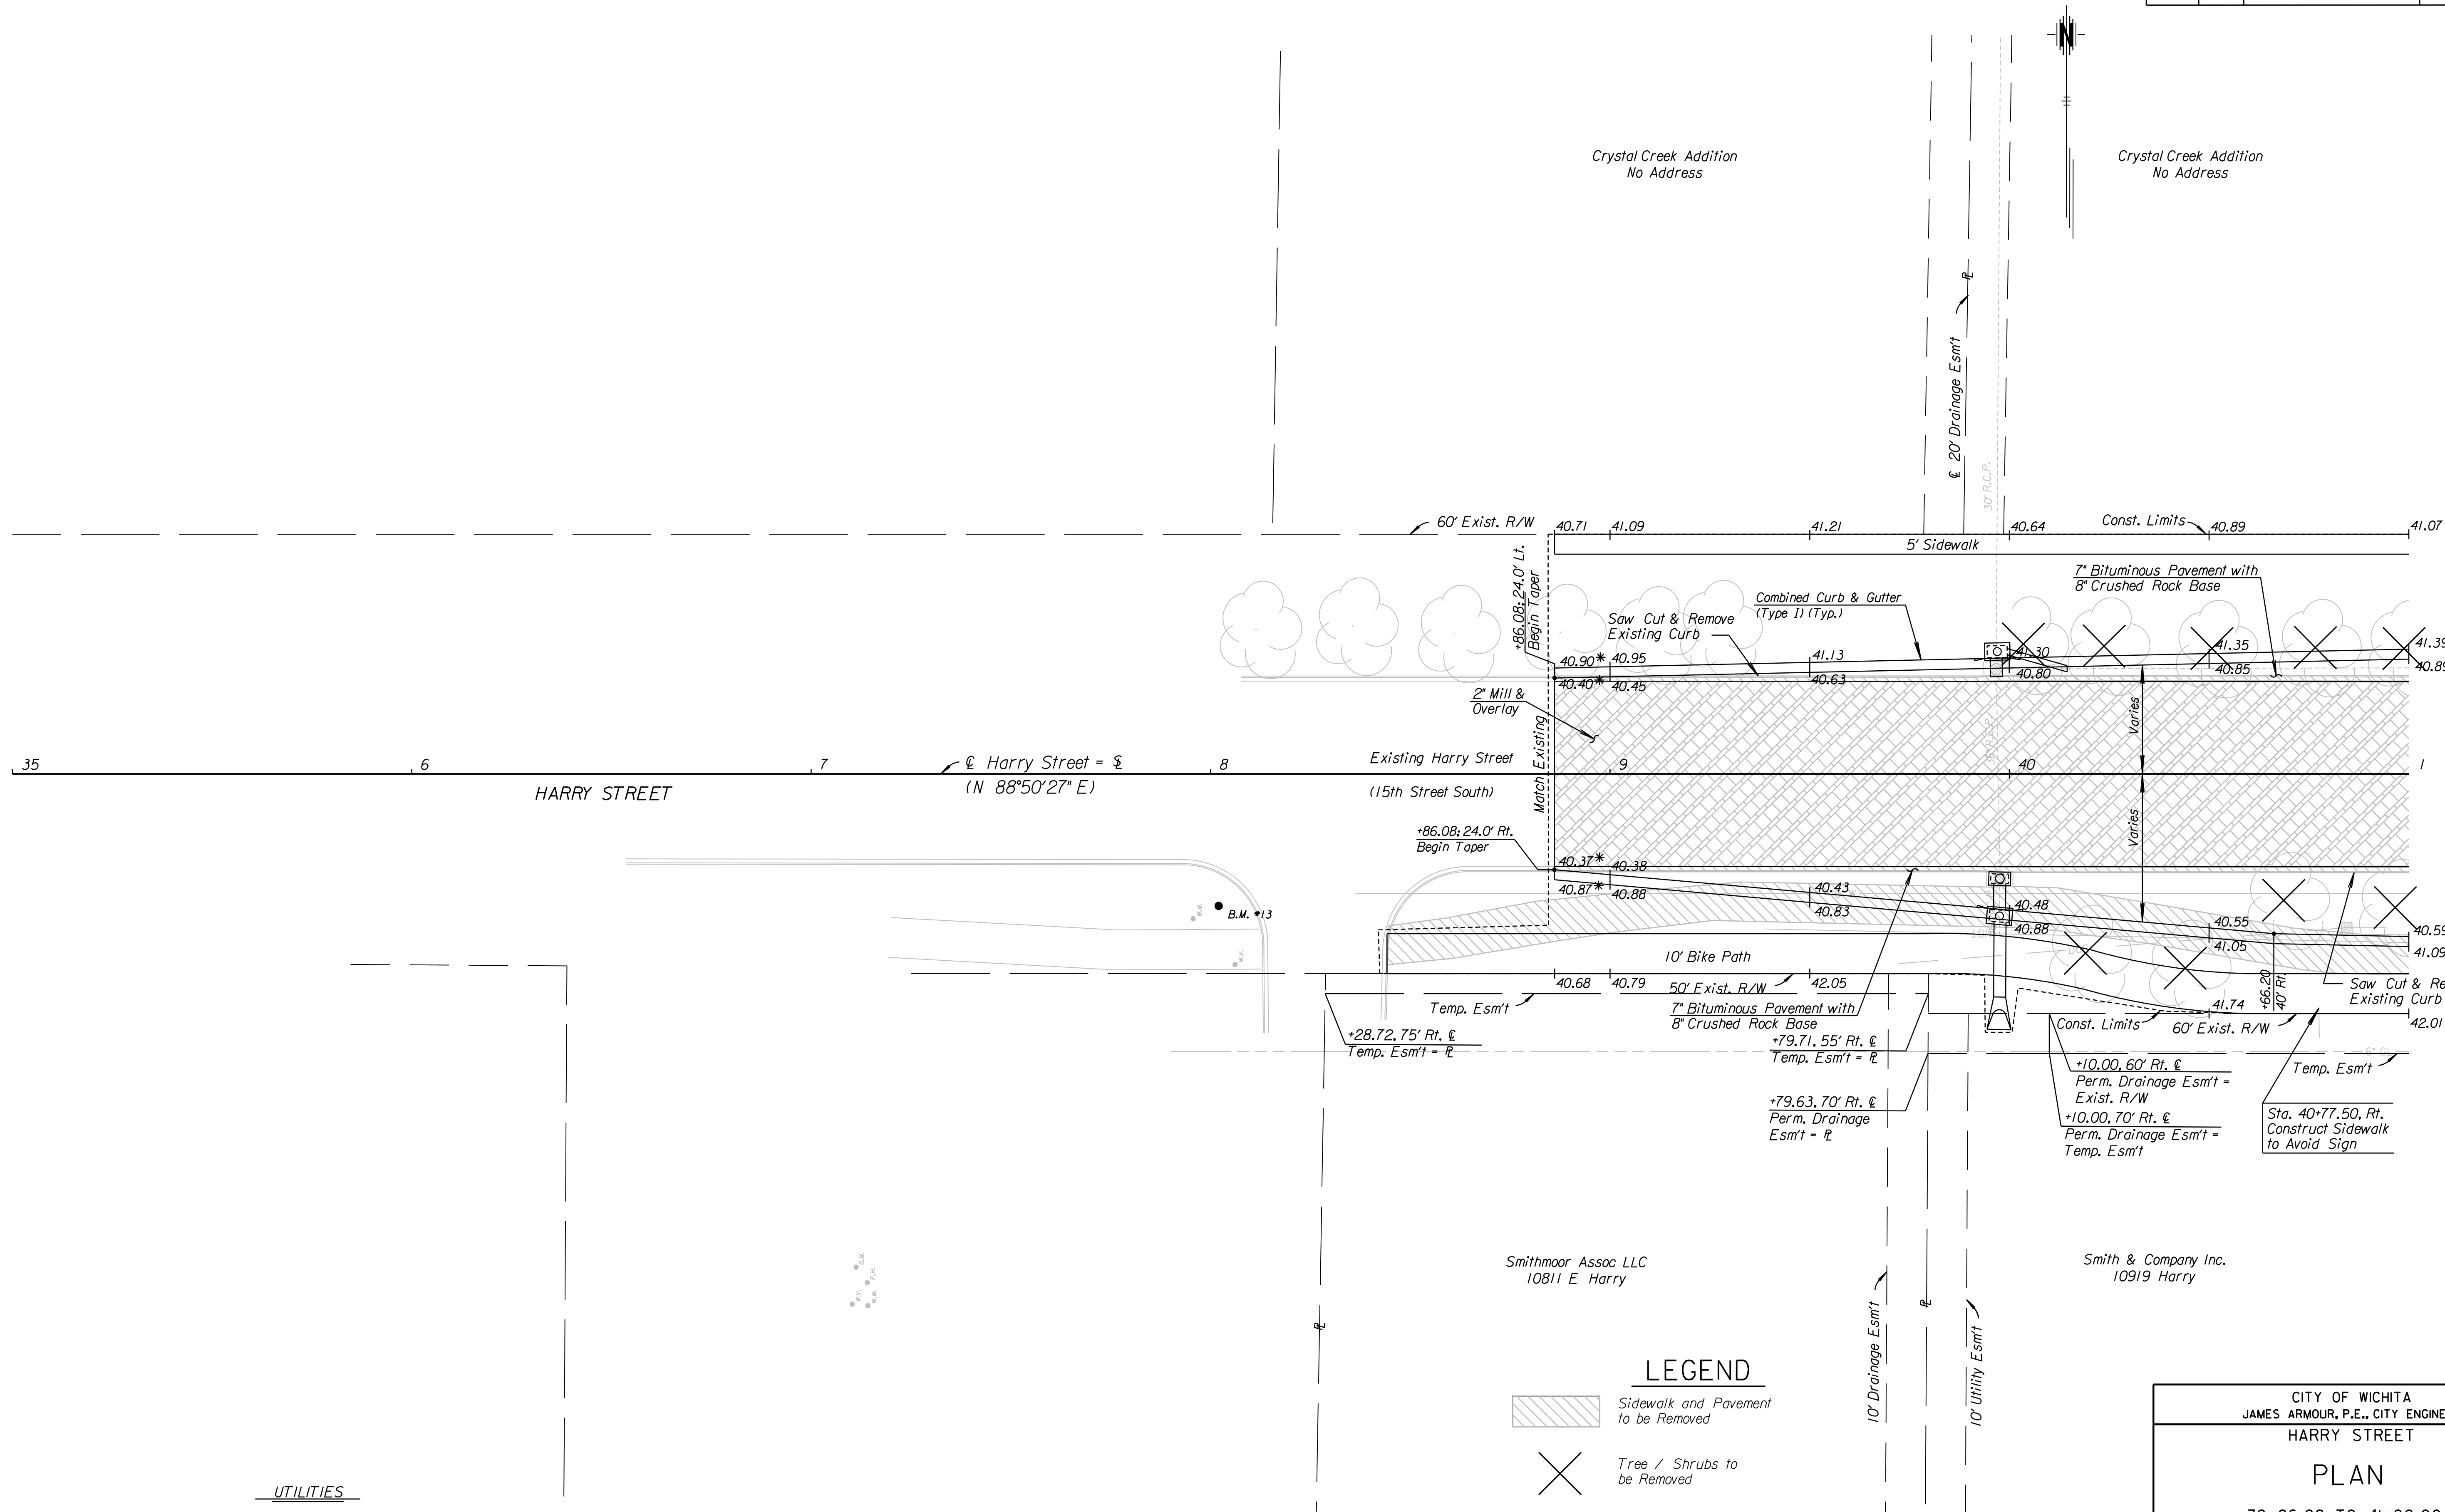 N
Crystal Creek Addition
No Address
Crystal Creek Addition
No Address
℄ 20' Drainage Esm't
℞
30" R.C.P.
60' Exist. R/W
40.71
41.09
41.21
40.64
Const. Limits
40.89
41.07
5' Sidewalk
+86.08; 24.0' Lt.
Begin Taper
7" Bituminous Pavement with
8" Crushed Rock Base
Combined Curb & Gutter
(Type I) (Typ.)
Saw Cut & Remove
Existing Curb
40.90*
40.95
41.13
41.30
41.35
41.39
40.40*
40.45
40.63
40.80
40.85
40.89
2" Mill &
Overlay
Match Existing
Varies
35
6
7
℄ Harry Street = ℄
8
Existing Harry Street
9
40
1
HARRY STREET
(N 88°50'27" E)
(15th Street South)
Varies
+86.08; 24.0' Rt.
Begin Taper
40.37*
40.38
40.43
40.48
40.55
40.59
40.87*
40.88
40.83
40.88
41.05
41.09
W.M.
B.M. #13
W.V.
10' Bike Path
40.68
40.79
50' Exist. R/W
42.05
+66.20
40' Rt.
Saw Cut & Re
Existing Curb
Temp. Esm't
7" Bituminous Pavement with
8" Crushed Rock Base
41.74
Const. Limits
60' Exist. R/W
42.01
+28.72, 75' Rt. ℄
Temp. Esm't = ℞
+79.71, 55' Rt. ℄
Temp. Esm't = ℞
+10.00, 60' Rt. ℄
Perm. Drainage Esm't =
Exist. R/W
Temp. Esm't
+79.63, 70' Rt. ℄
Perm. Drainage
Esm't = ℞
+10.00, 70' Rt. ℄
Perm. Drainage Esm't =
Temp. Esm't
Sta. 40+77.50, Rt.
Construct Sidewalk
to Avoid Sign
G.M.
F.H.
W.V.
W.M.
Smithmoor Assoc LLC
10811 E Harry
Smith & Company Inc.
10919 Harry
℞
10' Drainage Esm't
℞
10' Utility Esm't
LEGEND
Sidewalk and Pavement
to be Removed
Tree / Shrubs to
be Removed
UTILITIES
CITY OF WICHITA
JAMES ARMOUR, P.E., CITY ENGINE
HARRY STREET
PLAN